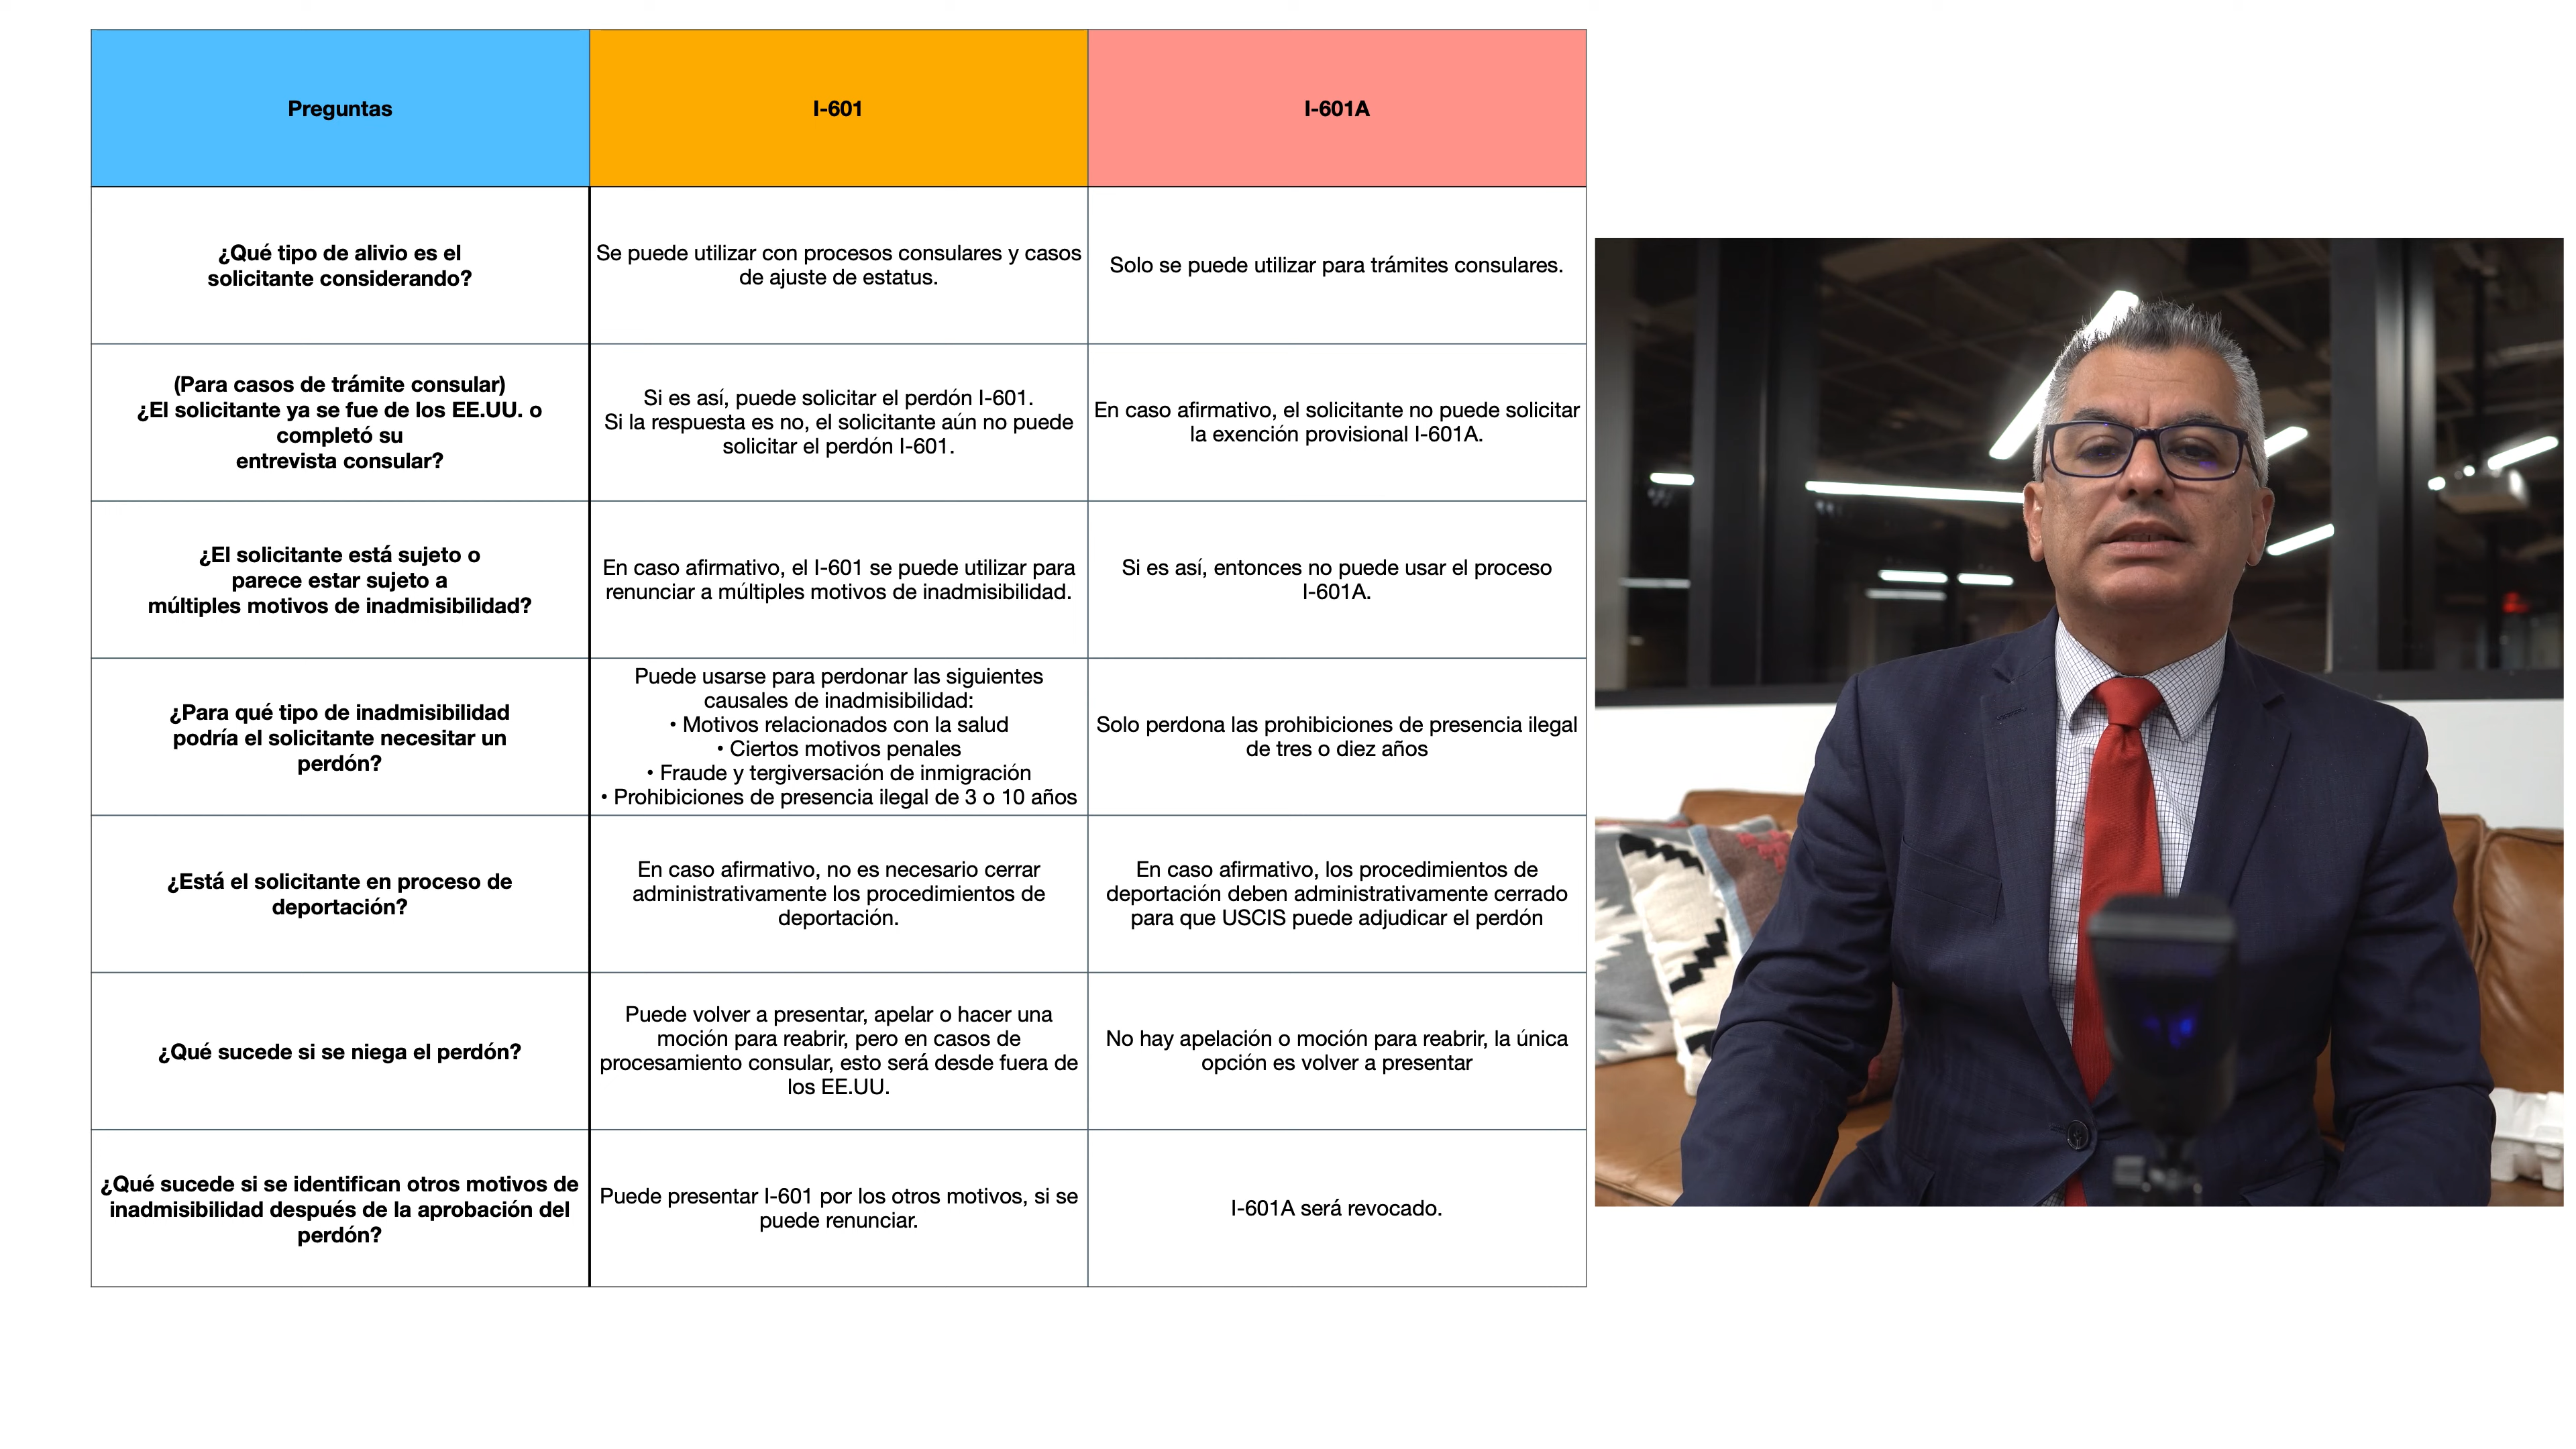 Preguntas
I-601
I-601A
¿Qué tipo de alivio es el
solicitante considerando?
Se puede utilizar con procesos consulares y casos
de ajuste de estatus.
Solo se puede utilizar para trámites consulares.
(Para casos de trámite consular)
¿El solicitante ya se fue de los EE.UU. o
completó su
entrevista consular?
Si es así, puede solicitar el perdón I-601.
Si la respuesta es no, el solicitante aún no puede
solicitar el perdón I-601.
En caso afirmativo, el solicitante no puede solicitar
la exención provisional I-601A.
¿El solicitante está sujeto o
parece estar sujeto a
múltiples motivos de inadmisibilidad?
En caso afirmativo, el I-601 se puede utilizar para
renunciar a múltiples motivos de inadmisibilidad.
Si es así, entonces no puede usar el proceso
I-601A.
¿Para qué tipo de inadmisibilidad
podría el solicitante necesitar un
perdón?
Puede usarse para perdonar las siguientes
causales de inadmisibilidad:
• Motivos relacionados con la salud
• Ciertos motivos penales
• Fraude y tergiversación de inmigración
• Prohibiciones de presencia ilegal de 3 o 10 años
Solo perdona las prohibiciones de presencia ilegal
de tres o diez años
¿Está el solicitante en proceso de
deportación?
En caso afirmativo, no es necesario cerrar
administrativamente los procedimientos de
deportación.
En caso afirmativo, los procedimientos de
deportación deben administrativamente cerrado
para que USCIS puede adjudicar el perdón
¿Qué sucede si se niega el perdón?
Puede volver a presentar, apelar o hacer una
moción para reabrir, pero en casos de
procesamiento consular, esto será desde fuera de
los EE.UU.
No hay apelación o moción para reabrir, la única
opción es volver a presentar
¿Qué sucede si se identifican otros motivos de
inadmisibilidad después de la aprobación del
perdón?
Puede presentar I-601 por los otros motivos, si se
puede renunciar.
I-601A será revocado.